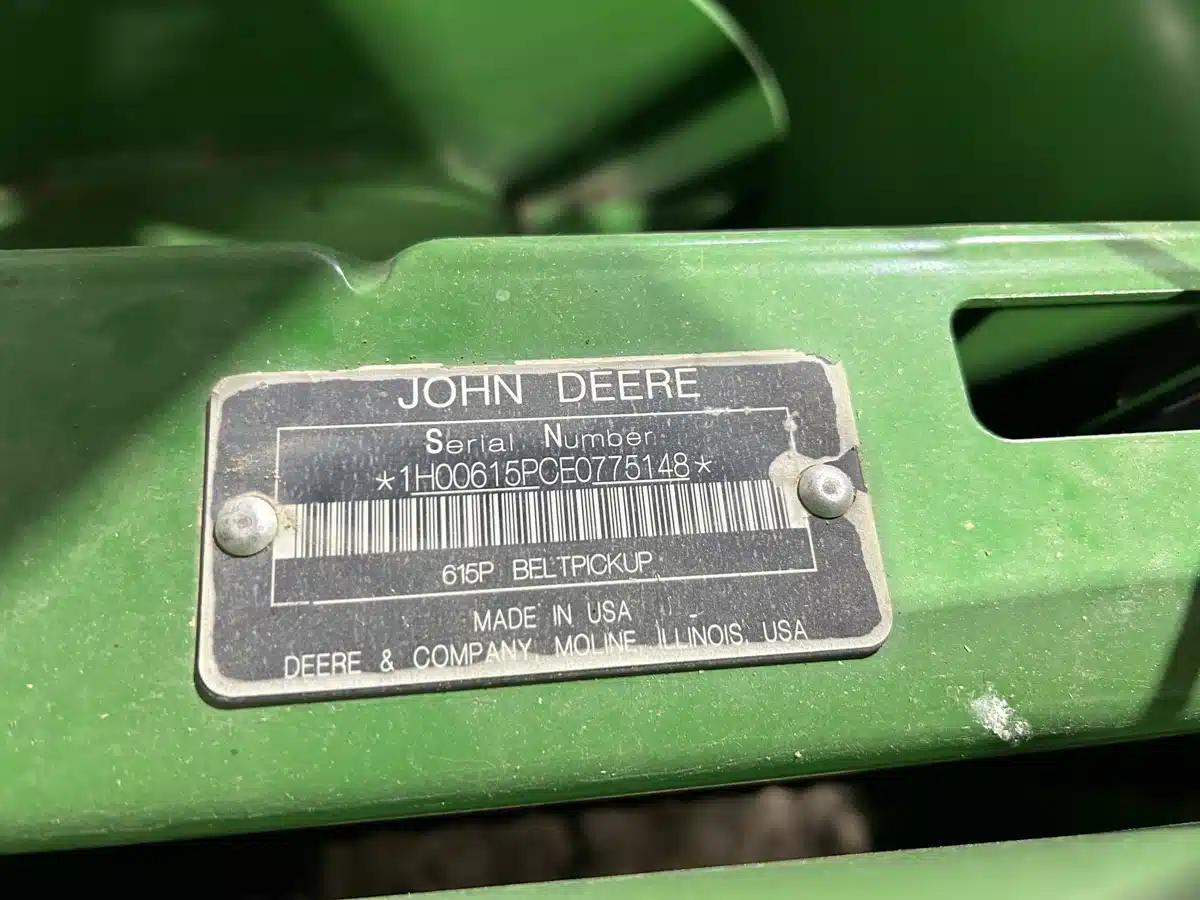 JOHN DEERE
Serial Number
*1H00615PCE0775148*
615P BELTPICKUP
MADE IN USA
DEERE & COMPANY, MOLINE, ILLINOIS, USA